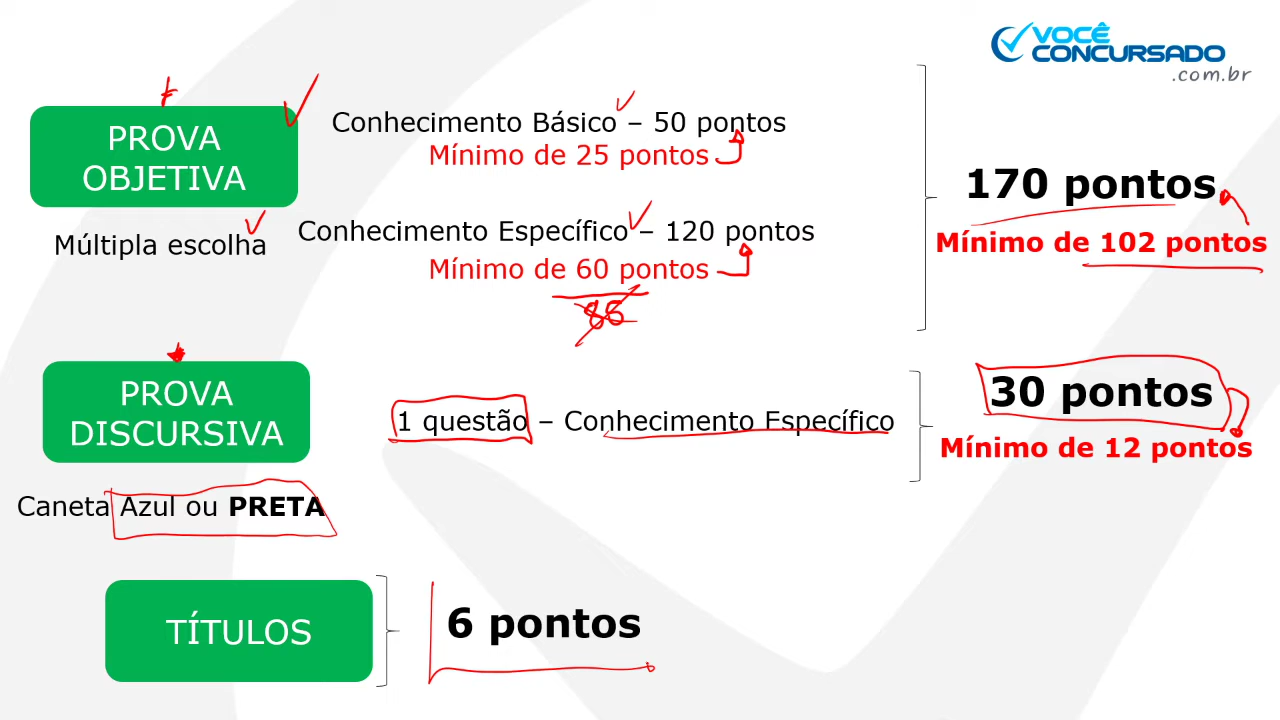 VOCÊ
CONCURSADO
.com.br
PROVA
OBJETIVA
Múltipla escolha
Conhecimento Básico – 50 pontos
Mínimo de 25 pontos
Conhecimento Específico – 120 pontos
Mínimo de 60 pontos
85
170 pontos
Mínimo de 102 pontos
PROVA
DISCURSIVA
Caneta Azul ou PRETA
1 questão – Conhecimento Específico
30 pontos
Mínimo de 12 pontos
TÍTULOS
6 pontos